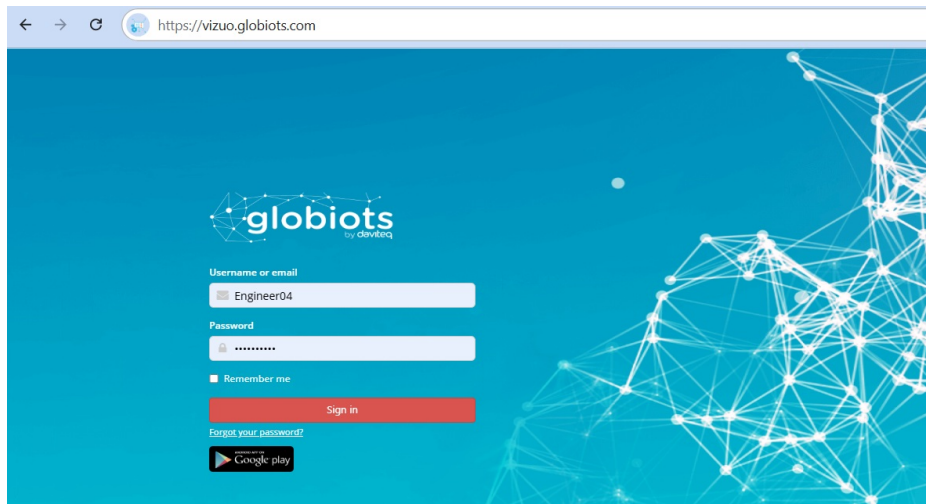 https://vizuo.globiots.com
globiots
by daviteq
Username or email
Engineer04
Password
••••••••••
Remember me
Sign in
Forgot your password?
Google play